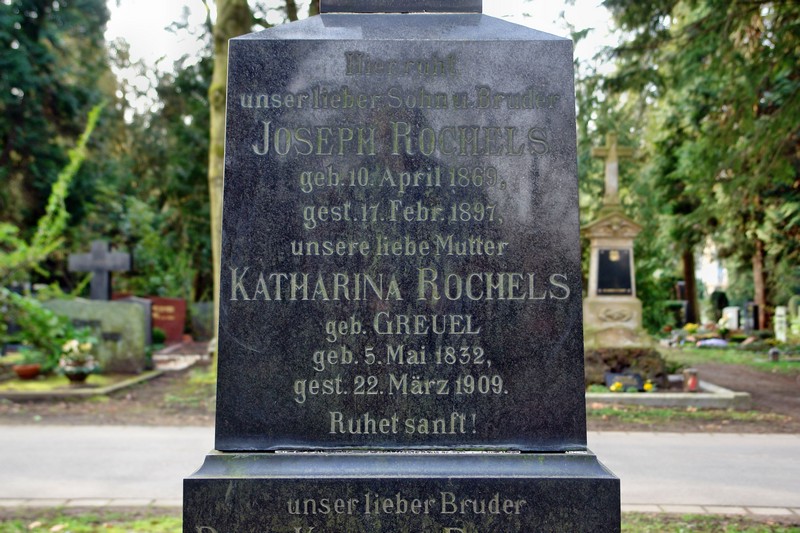 Hier ruht
unser lieber Sohn u. Bruder
JOSEPH ROCHELS,
geb. 10. April 1869,
gest. 17. Febr. 1897,
unsere liebe Mutter
KATHARINA ROCHELS
geb. GREUEL
geb. 5. Mai 1832,
gest. 22. März 1909.
Ruhet sanft!
unser lieber Bruder